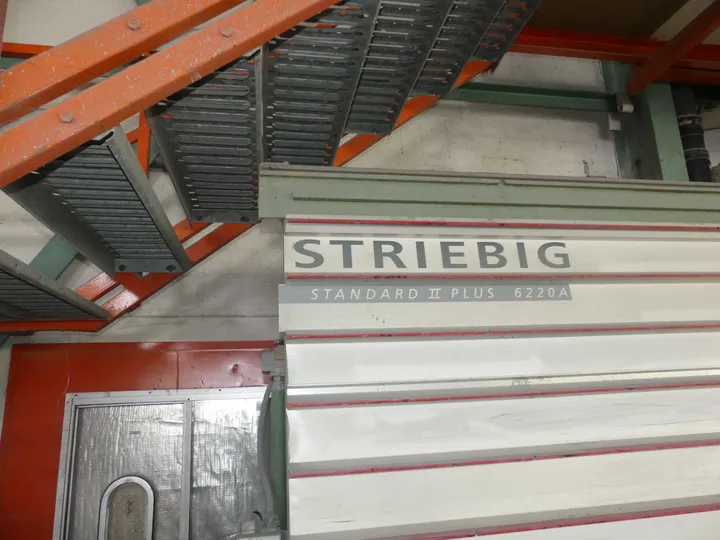 STRIEBIG
STANDARD II PLUS 6220A